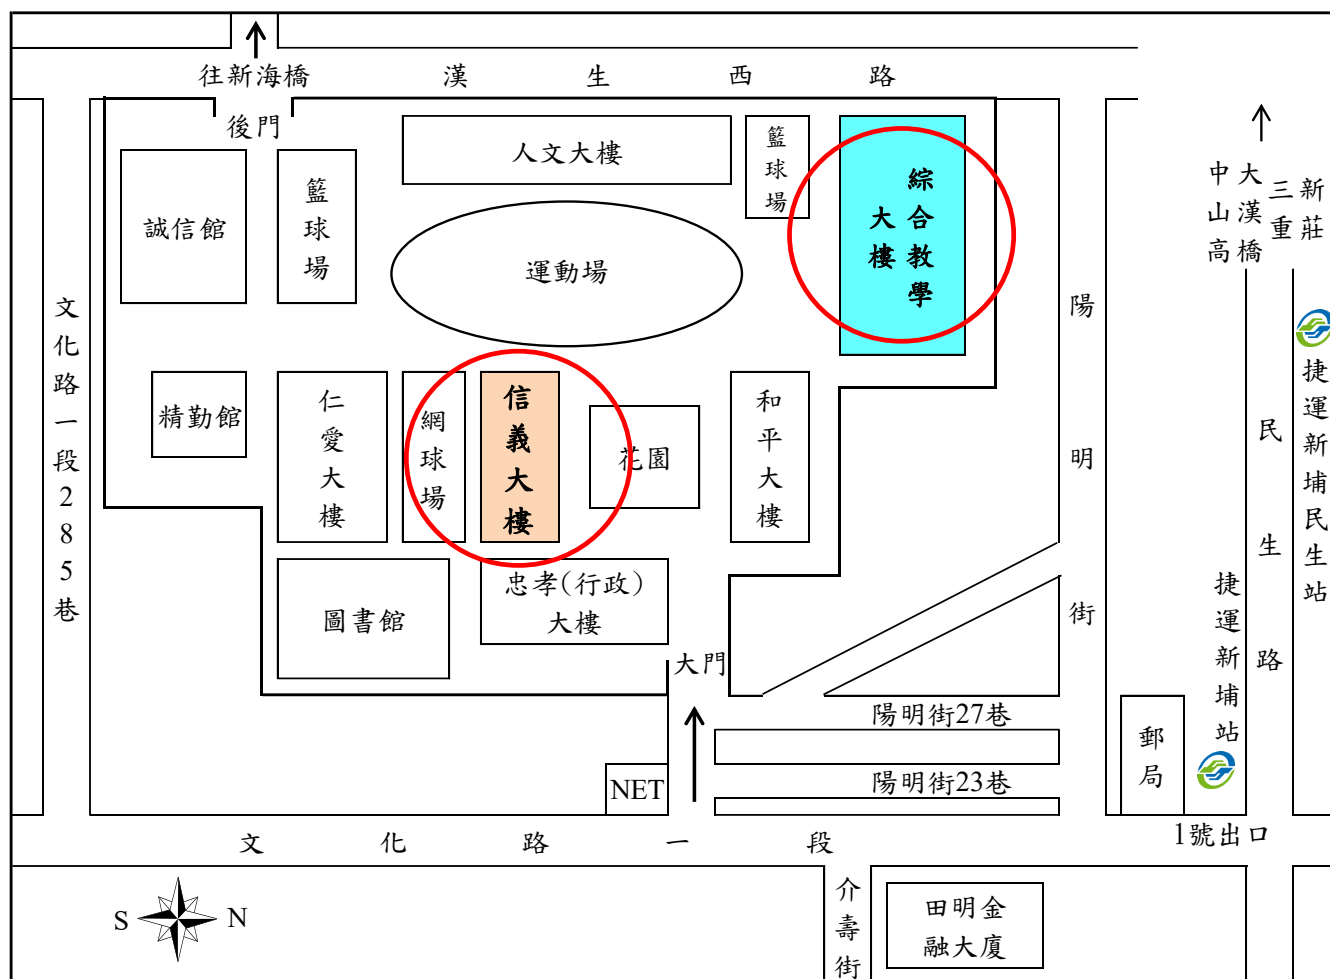 往新海橋
漢生西路
後門
人文大樓
籃球場
綜合教學
大樓
誠信館
籃球場
運動場
中山高
大漢橋
三重
新莊
文化路一段285巷
陽明街
民生路
捷運新埔民生站
精勤館
仁愛大樓
網球場
信義大樓
花園
和平大樓
圖書館
忠孝(行政)
大樓
大門
捷運新埔站
陽明街27巷
郵局
NET
陽明街23巷
文化路一段
1號出口
S
N
介壽街
田明金
融大廈